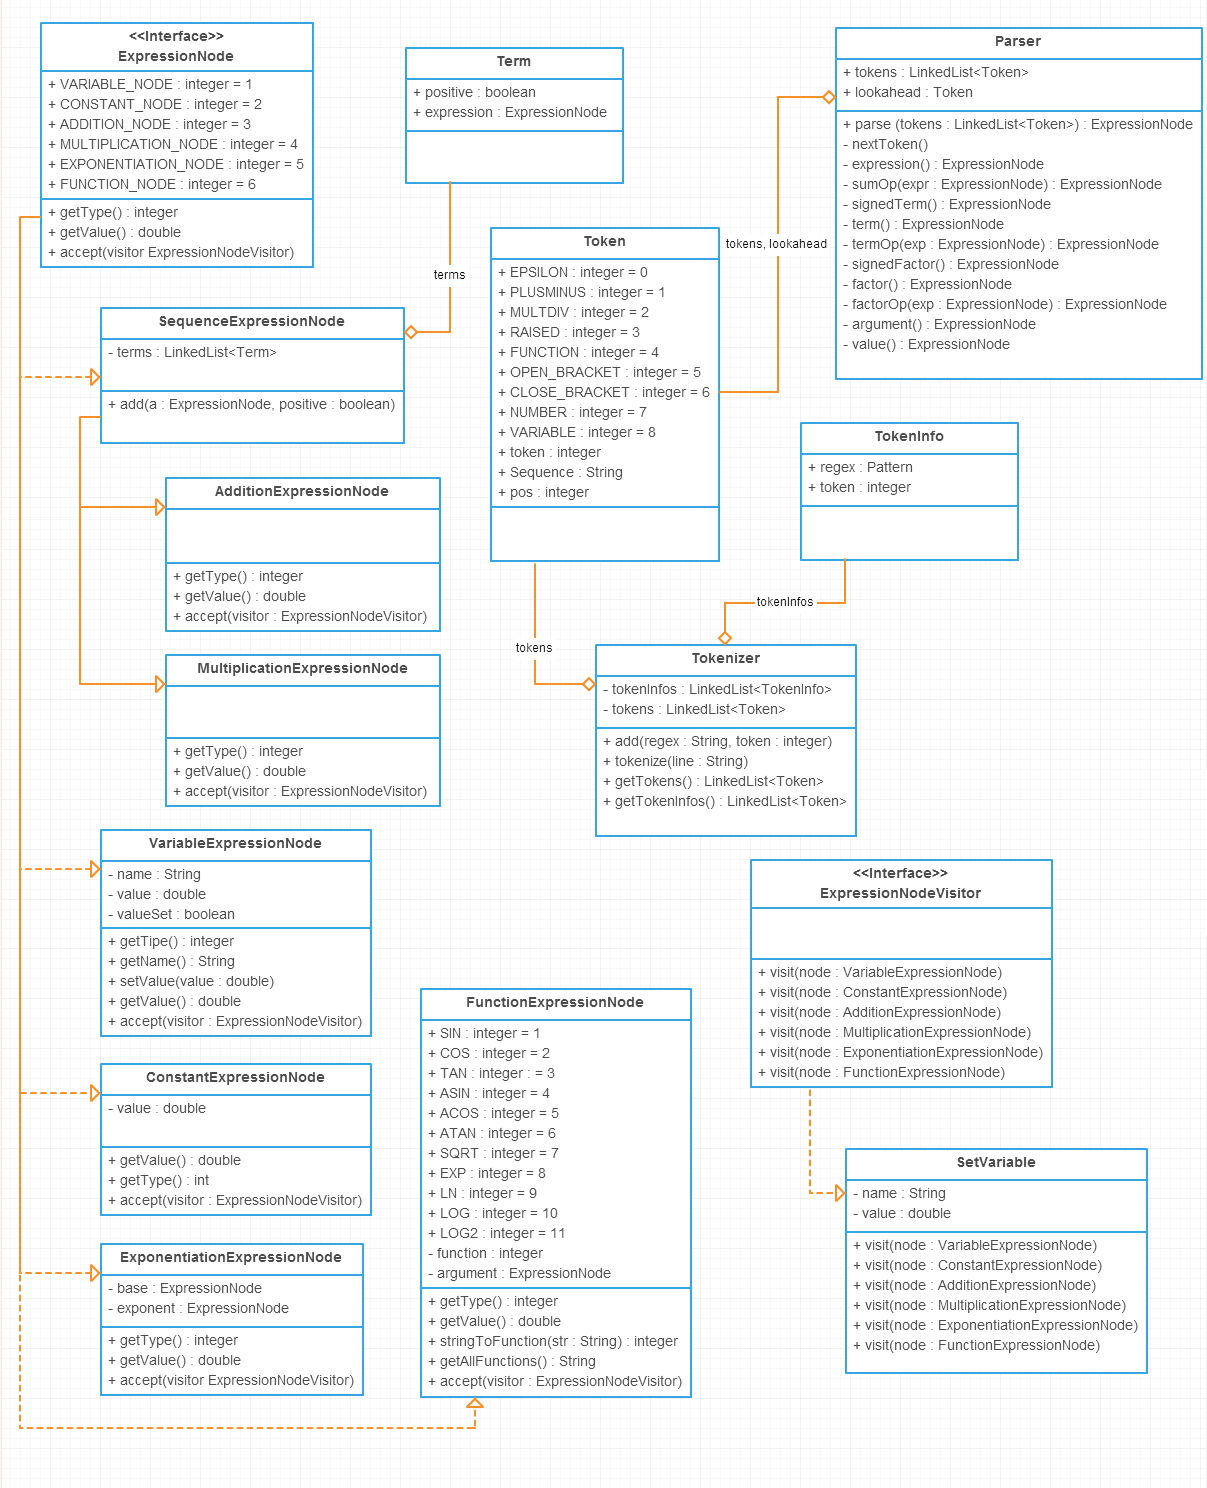 <<Interface>>
ExpressionNode
+ VARIABLE_NODE : integer = 1
+ CONSTANT_NODE : integer = 2
+ ADDITION_NODE : integer = 3
+ MULTIPLICATION_NODE : integer = 4
+ EXPONENTIATION_NODE : integer = 5
+ FUNCTION_NODE : integer = 6
+ getType() : integer
+ getValue() : double
+ accept(visitor ExpressionNodeVisitor)
Term
+ positive : boolean
+ expression : ExpressionNode
Parser
+ tokens : LinkedList<Token>
+ lookahead : Token
+ parse (tokens : LinkedList<Token>) : ExpressionNode
- nextToken()
- expression() : ExpressionNode
- sumOp(expr : ExpressionNode) : ExpressionNode
- signedTerm() : ExpressionNode
- term() : ExpressionNode
- termOp(exp : ExpressionNode) : ExpressionNode
- signedFactor() : ExpressionNode
- factor() : ExpressionNode
- factorOp(exp : ExpressionNode) : ExpressionNode
- argument() : ExpressionNode
- value() : ExpressionNode
tokens, lookahead
terms
Token
+ EPSILON : integer = 0
+ PLUSMINUS : integer = 1
+ MULTDIV : integer = 2
+ RAISED : integer = 3
+ FUNCTION : integer = 4
+ OPEN_BRACKET : integer = 5
+ CLOSE_BRACKET : integer = 6
+ NUMBER : integer = 7
+ VARIABLE : integer = 8
+ token : integer
+ Sequence : String
+ pos : integer
SequenceExpressionNode
- terms : LinkedList<Term>
+ add(a : ExpressionNode, positive : boolean)
TokenInfo
+ regex : Pattern
+ token : integer
AdditionExpressionNode
+ getType() : integer
+ getValue() : double
+ accept(visitor : ExpressionNodeVisitor)
tokenInfos
tokens
Tokenizer
- tokenInfos : LinkedList<TokenInfo>
- tokens : LinkedList<Token>
+ add(regex : String, token : integer)
+ tokenize(line : String)
+ getTokens() : LinkedList<Token>
+ getTokenInfos() : LinkedList<Token>
MultiplicationExpressionNode
+ getType() : integer
+ getValue() : double
+ accept(visitor : ExpressionNodeVisitor)
VariableExpressionNode
- name : String
- value : double
- valueSet : boolean
+ getTipe() : integer
+ getName() : String
+ setValue(value : double)
+ getValue() : double
+ accept(visitor : ExpressionNodeVisitor)
<<Interface>>
ExpressionNodeVisitor
+ visit(node : VariableExpressionNode)
+ visit(node : ConstantExpressionNode)
+ visit(node : AdditionExpressionNode)
+ visit(node : MultiplicationExpressionNode)
+ visit(node : ExponentiationExpressionNode)
+ visit(node : FunctionExpressionNode)
FunctionExpressionNode
+ SIN : integer = 1
+ COS : integer = 2
+ TAN : integer : = 3
+ ASIN : integer = 4
+ ACOS : integer = 5
+ ATAN : integer = 6
+ SQRT : integer = 7
+ EXP : integer = 8
+ LN : integer = 9
+ LOG : integer = 10
+ LOG2 : integer = 11
- function : integer
- argument : ExpressionNode
+ getType() : integer
+ getValue() : double
+ stringToFunction(str : String) : integer
+ getAllFunctions() : String
+ accept(visitor : ExpressionNodeVisitor)
ConstantExpressionNode
- value : double
+ getValue() : double
+ getType() : int
+ accept(visitor : ExpressionNodeVisitor)
SetVariable
- name : String
- value : double
+ visit(node : VariableExpressionNode)
+ visit(node : ConstantExpressionNode)
+ visit(node : AdditionExpressionNode)
+ visit(node : MultiplicationExpressionNode)
+ visit(node : ExponentiationExpressionNode)
+ visit(node : FunctionExpressionNode)
ExponentiationExpressionNode
- base : ExpressionNode
- exponent : ExpressionNode
+ getType() : integer
+ getValue() : double
+ accept(visitor ExpressionNodeVisitor)